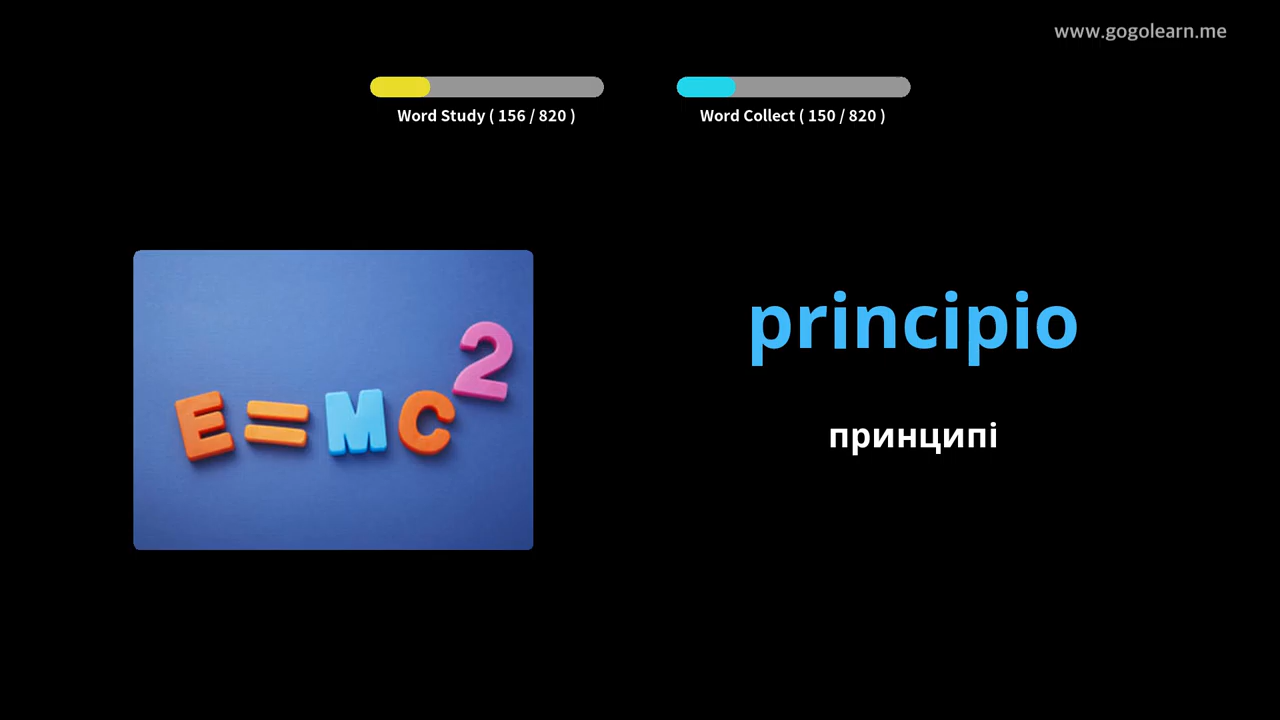 www.gogolearn.me
Word Study ( 156 / 820 )
Word Collect ( 150 / 820 )
E=MC2
principio
принципі